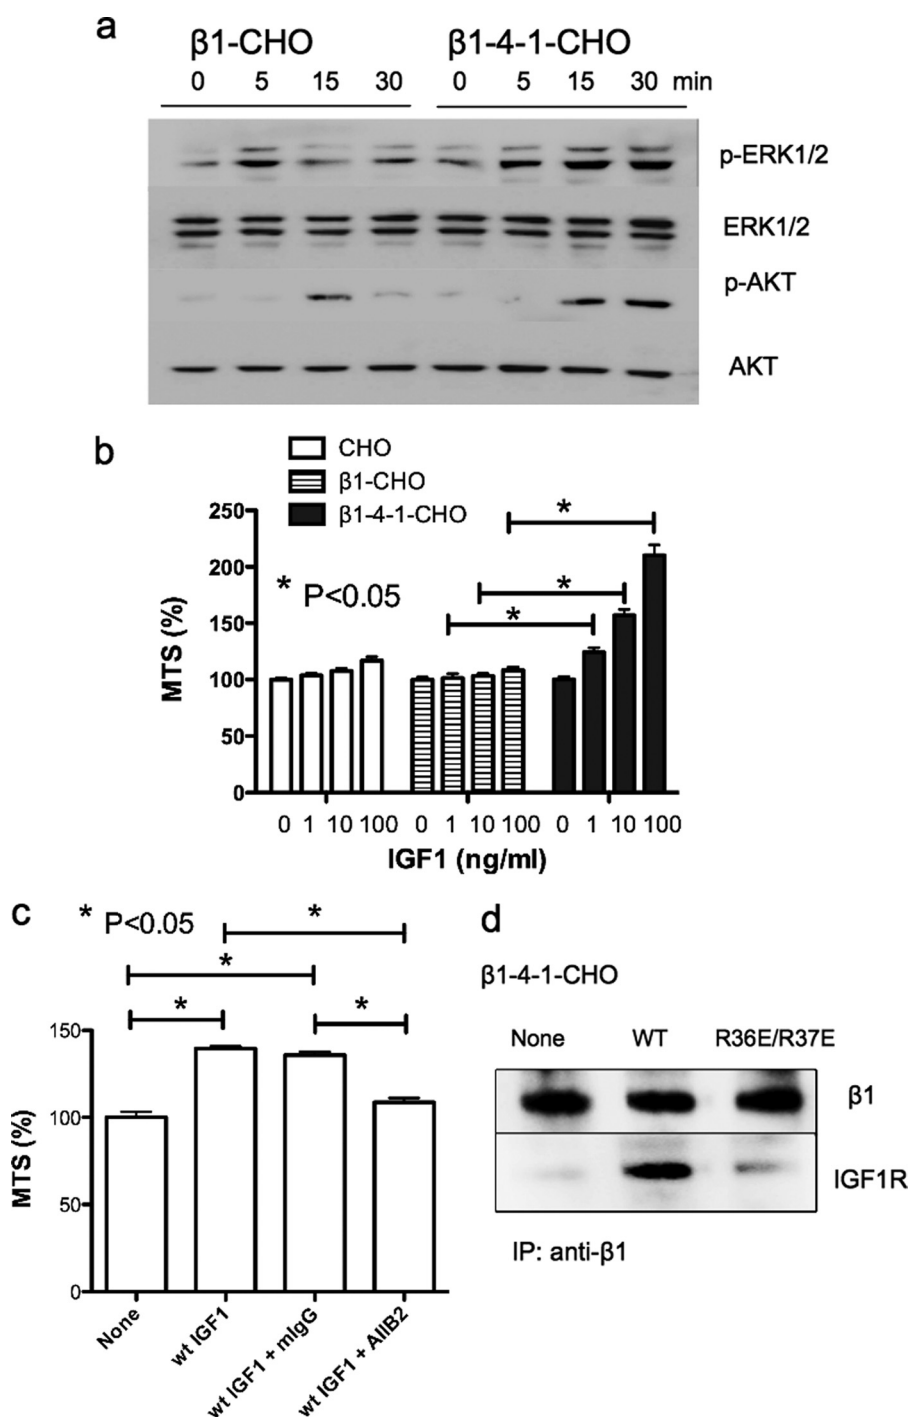 a
β1-CHO β1-4-1-CHO
0 5 15 30 0 5 15 30 min
p-ERK1/2
ERK1/2
p-AKT
AKT
b
CHO
β1-CHO
β1-4-1-CHO
250
200
150
100
50
0
MTS (%)
* P<0.05
*
*
*
0 1 10 100 0 1 10 100 0 1 10 100
IGF1 (ng/ml)
c
* P<0.05
*
*
* *
150
100
50
0
MTS (%)
None
wt IGF1
wt IGF1 + mIgG
wt IGF1 + AIIB2
d
β1-4-1-CHO
None WT R36E/R37E
β1
IGF1R
IP: anti-β1